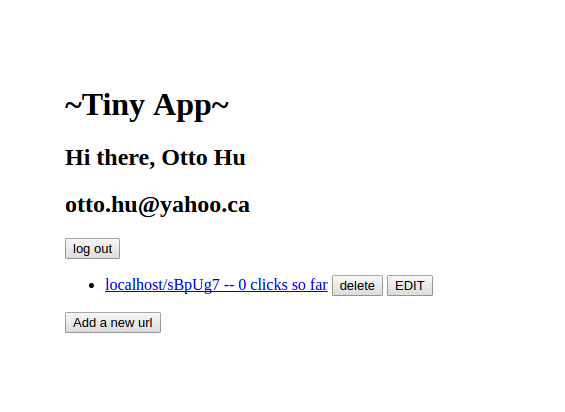 ~Tiny App~
Hi there, Otto Hu
otto.hu@yahoo.ca
log out
localhost/sBpUg7 -- 0 clicks so far delete EDIT
Add a new url